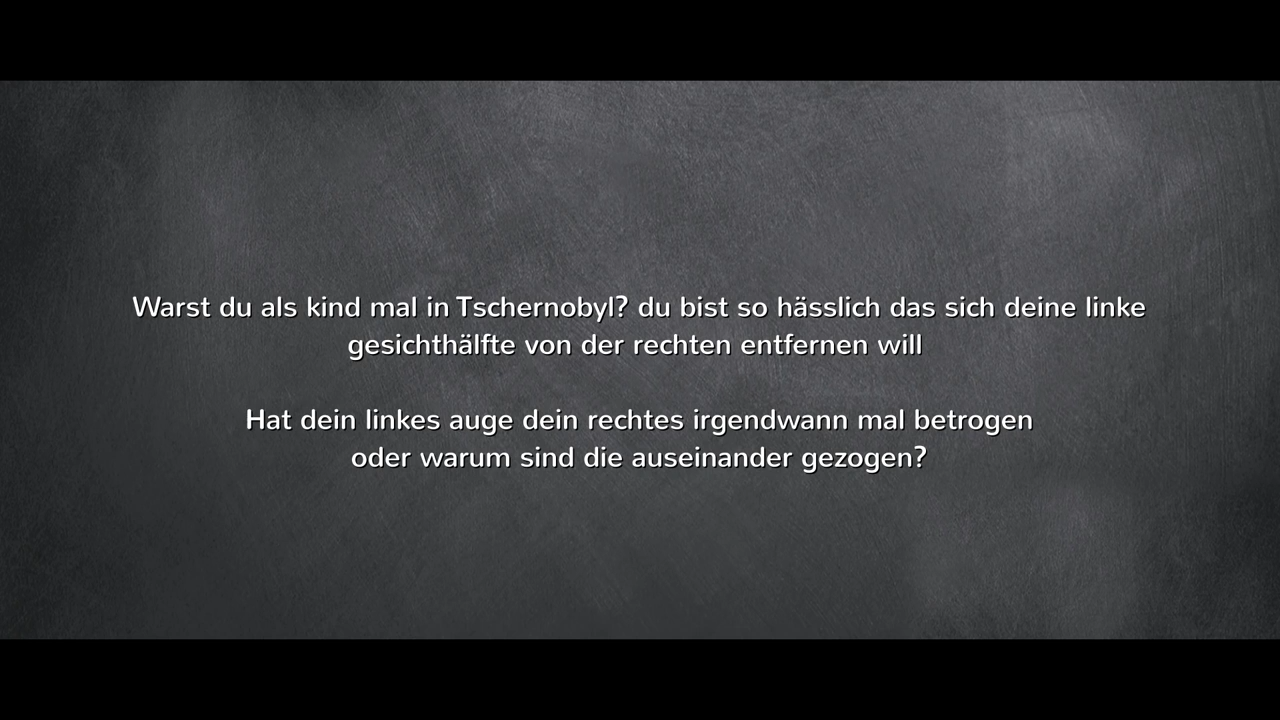 Warst du als kind mal in Tschernobyl? du bist so hässlich das sich deine linke
gesichthälfte von der rechten entfernen will
Hat dein linkes auge dein rechtes irgendwann mal betrogen
oder warum sind die auseinander gezogen?